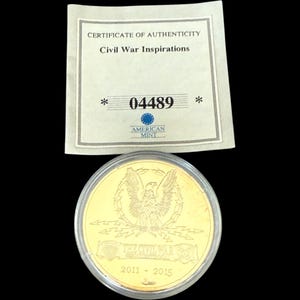 CERTIFICATE OF AUTHENTICITY
Civil War Inspirations
* 04489 *
AMERICAN
MINT
2011 • 2015